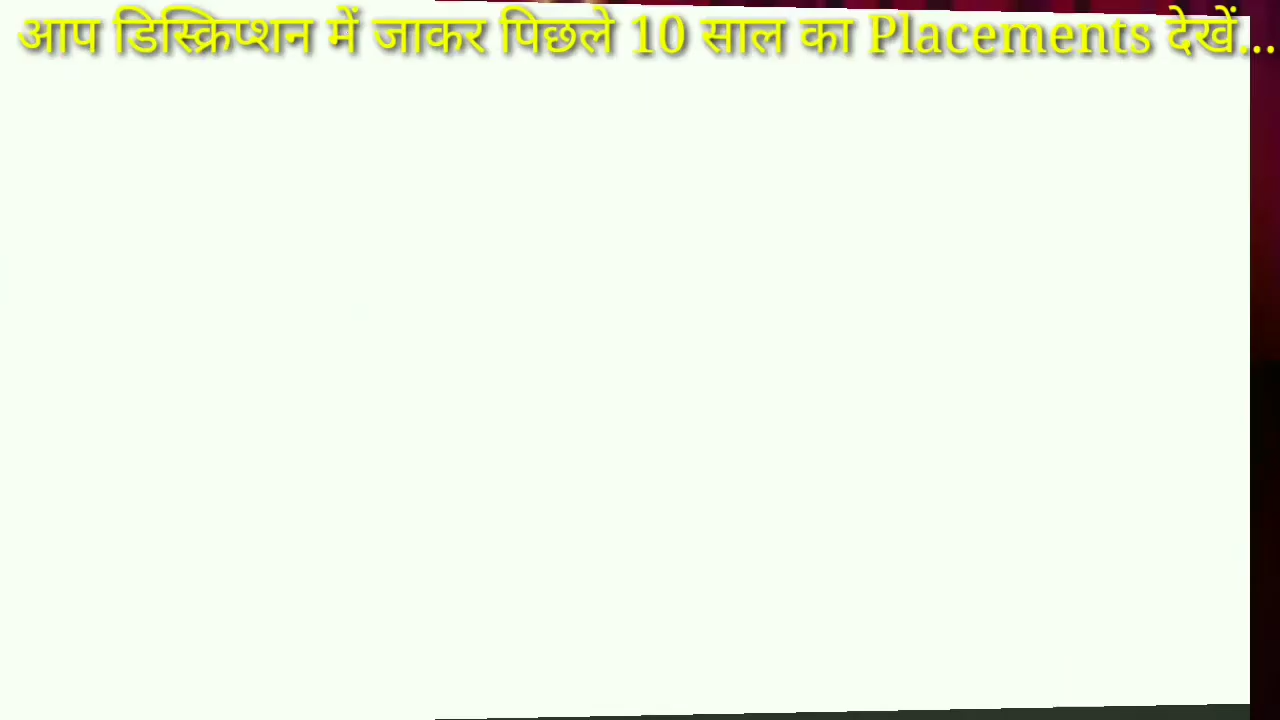 आप डिस्क्रिप्शन में जाकर पिछले 10 साल का Placements देखें...